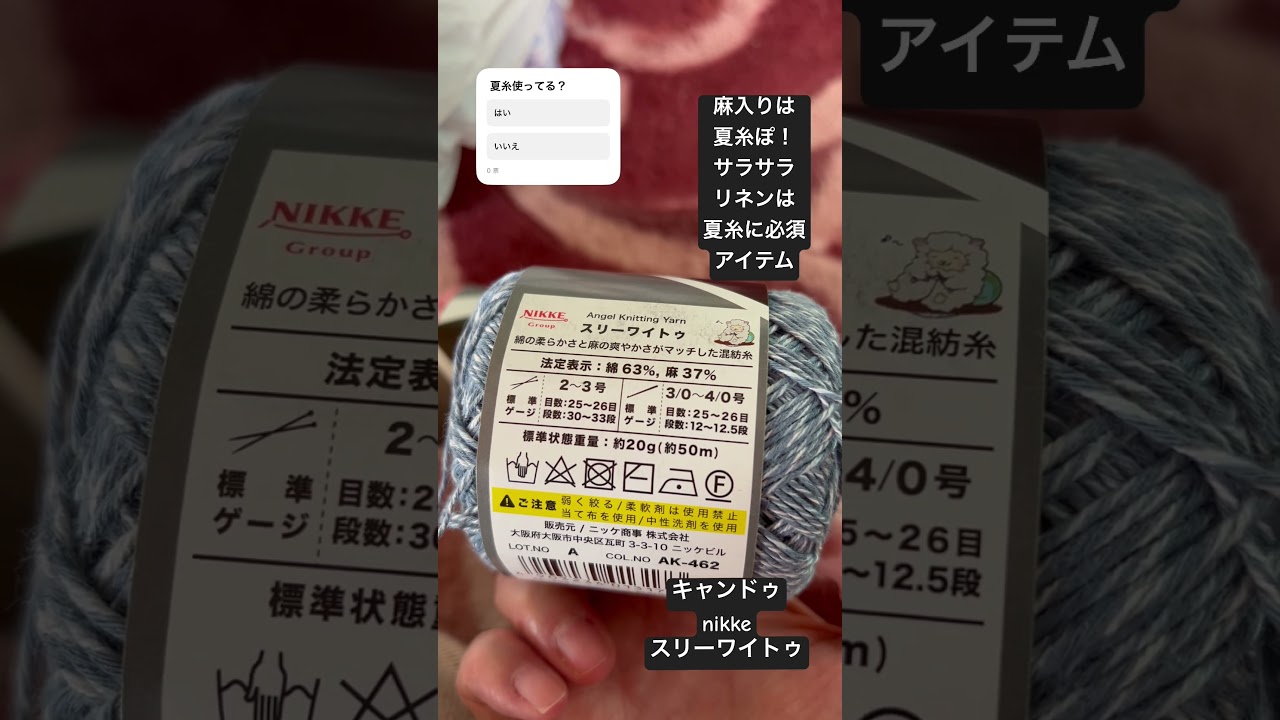 夏糸使ってる？
はい
いいえ
0 票
麻入りは
夏糸ぽ！
サラサラ
リネンは
夏糸に必須
アイテム
NIKKE
Group
Angel Knitting Yarn
スリーワイトゥ
綿の柔らかさと麻の爽やかさがマッチした混紡糸
法定表示：綿 63%, 麻 37%
2〜3号
標準ゲージ
目数：25〜26目
段数：30〜33段
3/0〜4/0号
標準ゲージ
目数：25〜26目
段数：12〜12.5段
標準状態重量：約20g(約50m)
F
ご注意
弱く絞る/柔軟剤は使用禁止
当て布を使用/中性洗剤を使用
販売元 / ニッケ商事 株式会社
大阪府大阪市中央区瓦町 3-3-10 ニッケビル
LOT.NO A COL.NO AK-462
キャンドゥ
nikke
スリーワイトゥ
NIKKE
Group
綿の柔らかさ
法定表
2〜
標準
ゲージ
目数：2
段数：30
標準状態
アイテム
した混紡糸
%
4/0号
5〜26目
〜12.5段
m)